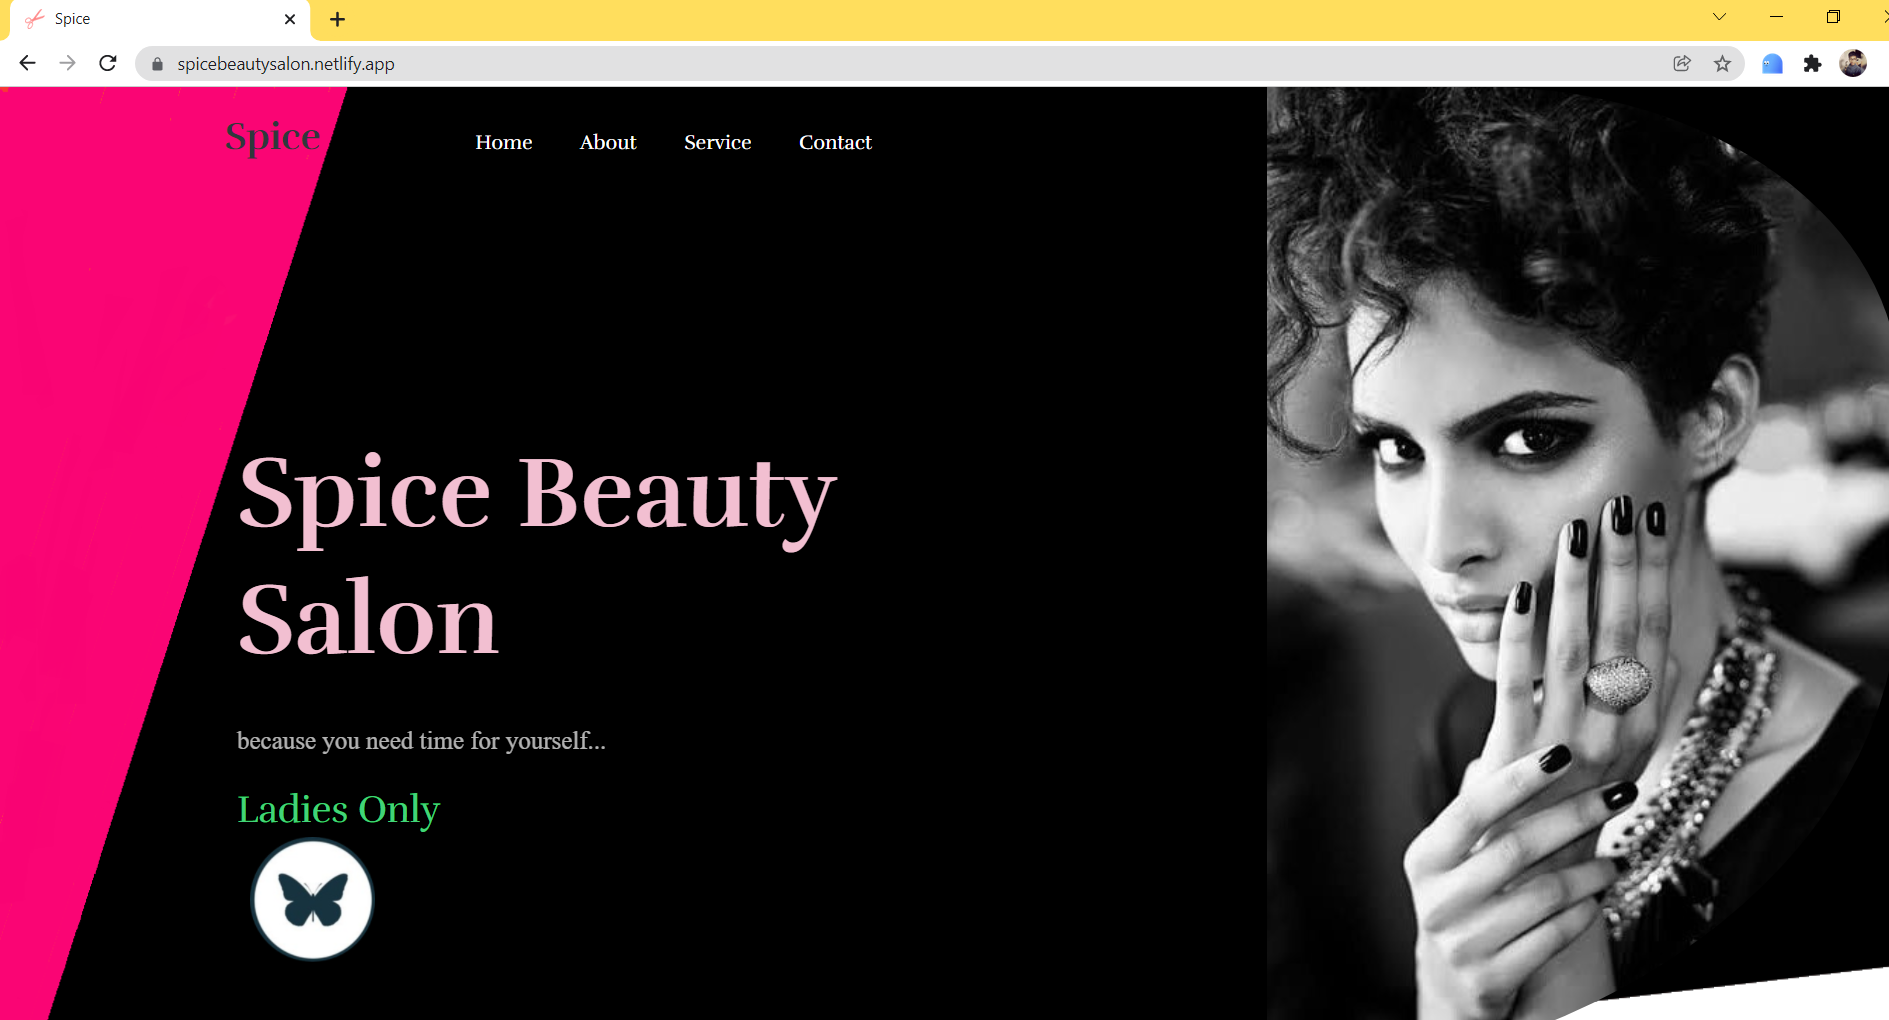 Spice
spicebeautysalon.netlify.app
Spice Home About Service Contact
Spice Beauty
Salon
because you need time for yourself...
Ladies Only